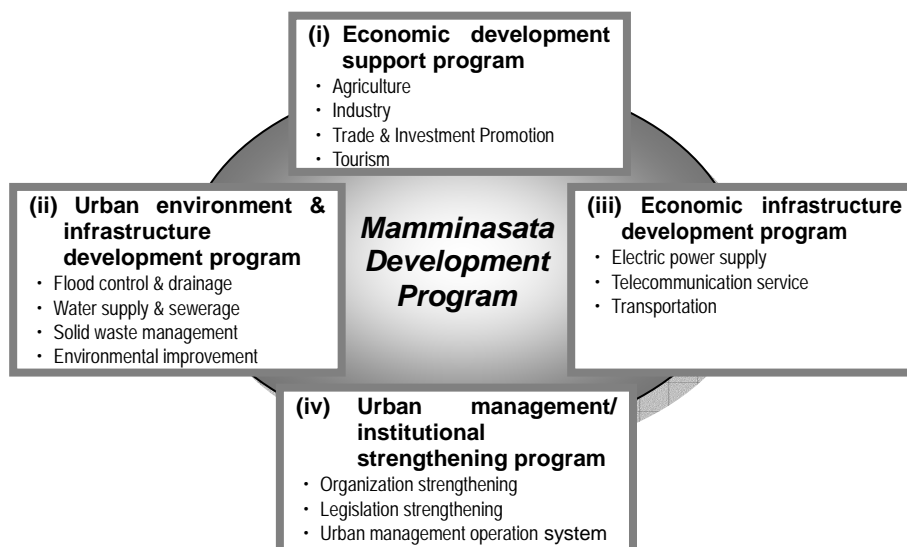 (i) Economic development
support program
・ Agriculture
・ Industry
・ Trade & Investment Promotion
・ Tourism
(ii) Urban environment &
infrastructure
development program
・ Flood control & drainage
・ Water supply & sewerage
・ Solid waste management
・ Environmental improvement
Mamminasata
Development
Program
(iii) Economic infrastructure
development program
・ Electric power supply
・ Telecommunication service
・ Transportation
(iv) Urban management/
institutional
strengthening program
・ Organization strengthening
・ Legislation strengthening
・ Urban management operation system